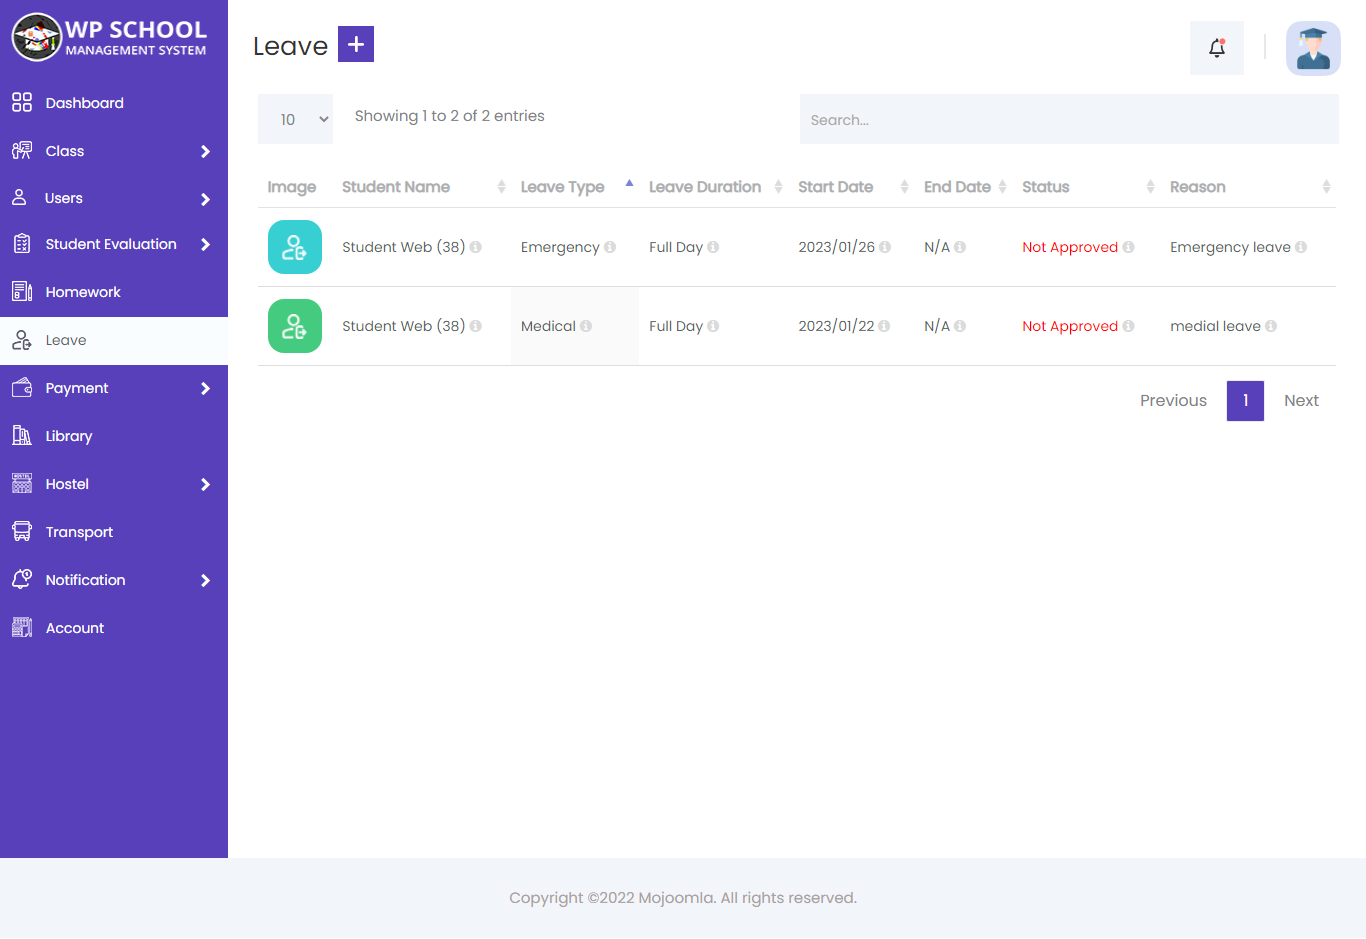 WP SCHOOL
MANAGEMENT SYSTEM
Dashboard
Class
Users
Student Evaluation
Homework
Leave
Payment
Library
Hostel
Transport
Notification
Account
Leave +
10
Showing 1 to 2 of 2 entries
Search...
Image Student Name Leave Type Leave Duration Start Date End Date Status Reason
Student Web (38) Emergency Full Day 2023/01/26 N/A Not Approved Emergency leave
Student Web (38) Medical Full Day 2023/01/22 N/A Not Approved medial leave
Previous 1 Next
Copyright ©2022 Mojoomla. All rights reserved.